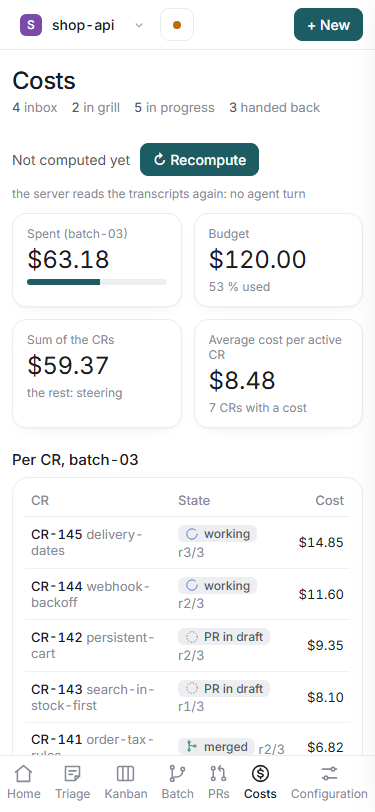 S shop-api
+ New
Costs
4 inbox 2 in grill 5 in progress 3 handed back
Not computed yet
Recompute
the server reads the transcripts again: no agent turn
Spent (batch-03)
$63.18
Budget
$120.00
53 % used
Sum of the CRs
$59.37
the rest: steering
Average cost per active
CR
$8.48
7 CRs with a cost
Per CR, batch-03
CR State Cost
CR-145 delivery-
dates
working
r3/3
$14.85
CR-144 webhook-
backoff
working
r2/3
$11.60
CR-142 persistent-
cart
PR in draft
r2/3
$9.35
CR-143 search-in-
stock-first
PR in draft
r1/3
$8.10
CR-141 order-tax-
rules
merged r2/3
$6.82
Home Triage Kanban Batch PRs Costs Configuration